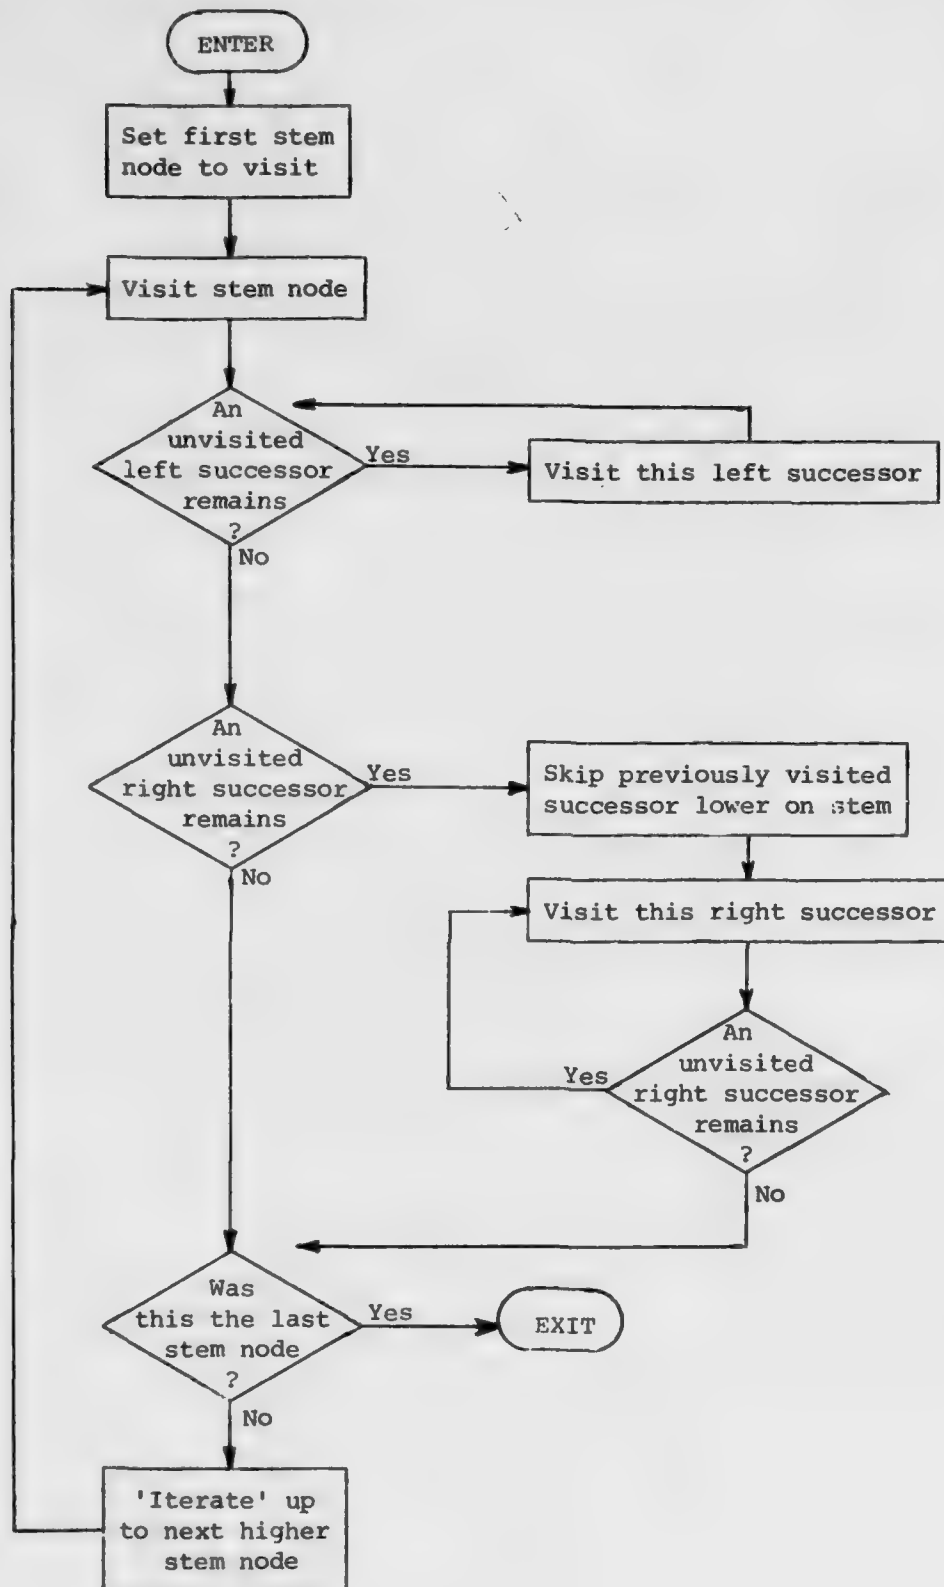 ENTER
Set first stem
node to visit
Visit stem node
An
unvisited
left successor
remains
?
Yes
Visit this left successor
No
An
unvisited
right successor
remains
?
Yes
Skip previously visited
successor lower on stem
No
Visit this right successor
An
unvisited
right successor
remains
?
Yes
No
Was
this the last
stem node
?
Yes
EXIT
No
'Iterate' up
to next higher
stem node